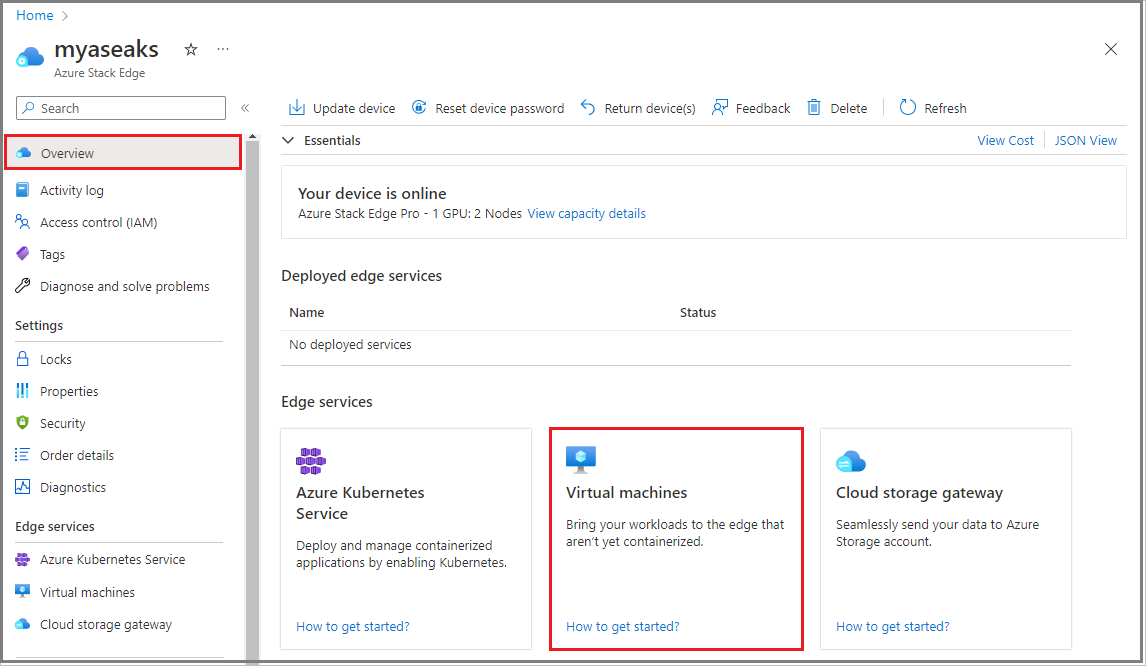 Home
myaseaks
Azure Stack Edge
Search
Overview
Activity log
Access control (IAM)
Tags
Diagnose and solve problems
Settings
Locks
Properties
Security
Order details
Diagnostics
Edge services
Azure Kubernetes Service
Virtual machines
Cloud storage gateway
Update device
Reset device password
Return device(s)
Feedback
Delete
Refresh
Essentials
View Cost
JSON View
Your device is online
Azure Stack Edge Pro - 1 GPU: 2 Nodes View capacity details
Deployed edge services
Name
Status
No deployed services
Edge services
Azure Kubernetes
Service
Deploy and manage containerized
applications by enabling Kubernetes.
How to get started?
Virtual machines
Bring your workloads to the edge that
aren't yet containerized.
How to get started?
Cloud storage gateway
Seamlessly send your data to Azure
Storage account.
How to get started?